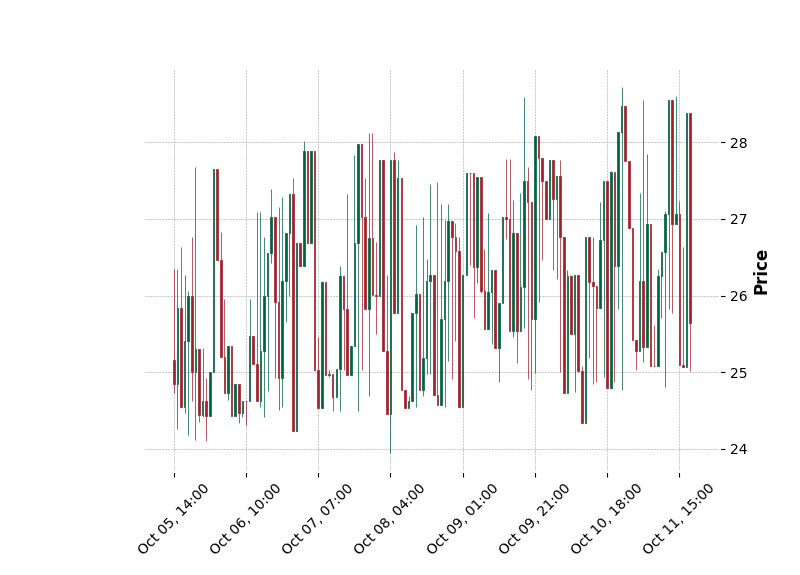 28
27
26
25
24
Price
Oct 05, 14:00
Oct 06, 10:00
Oct 07, 07:00
Oct 08, 04:00
Oct 09, 01:00
Oct 09, 21:00
Oct 10, 18:00
Oct 11, 15:00